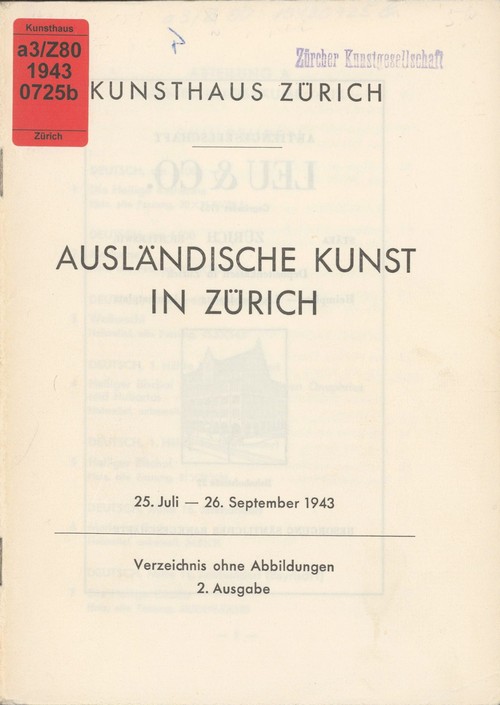 Kunsthaus
a3/Z80
1943
0725b
Zürich
Zürcher Kunstgesellschaft
KUNSTHAUS ZÜRICH
AUSLÄNDISCHE KUNST
IN ZÜRICH
25. Juli — 26. September 1943
Verzeichnis ohne Abbildungen
2. Ausgabe